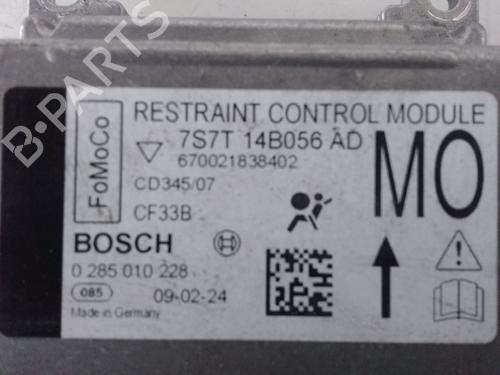 B-PARTS
RESTRAINT CONTROL MODULE
FoMoCo
7S7T 14B056 AD
670021838402
MO
CD345/07
CF33B
BOSCH
0 285 010 228
085
09-02-24
Made in Germany